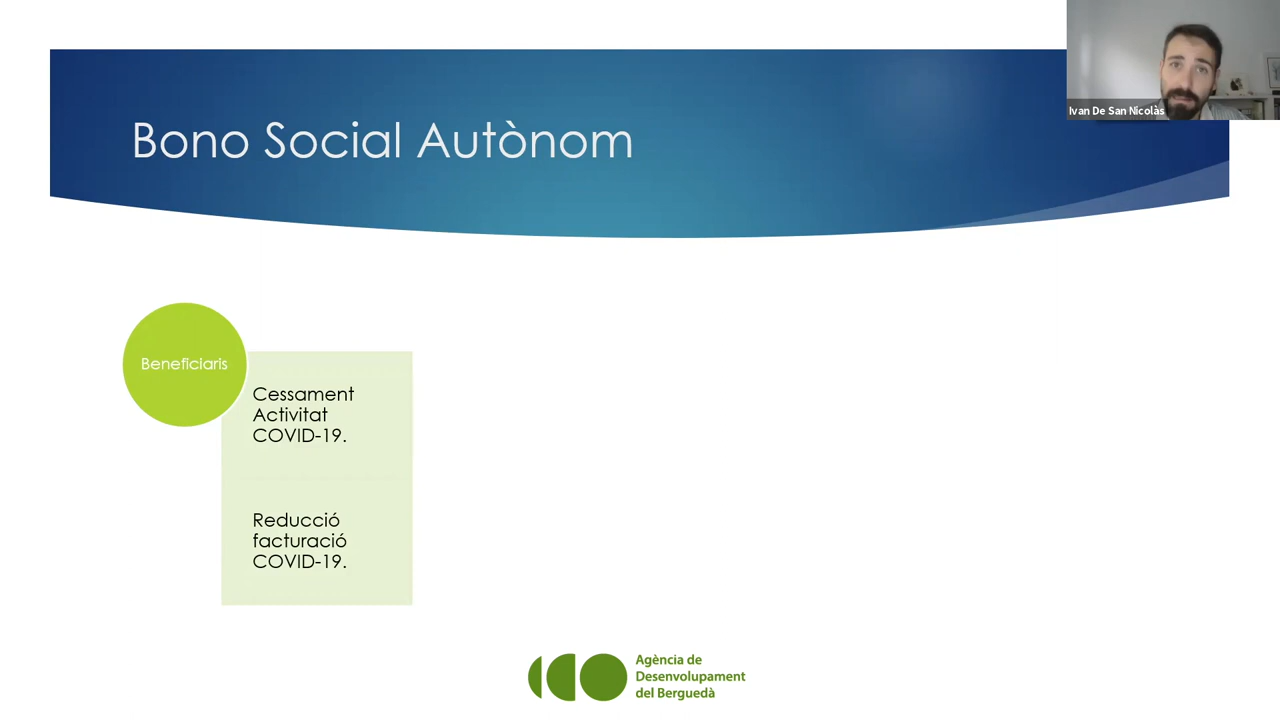 Ivan De San Nicolàs
Bono Social Autònom
Beneficiaris
Cessament
Activitat
COVID-19.
Reducció
facturació
COVID-19.
Agència de
Desenvolupament
del Berguedà